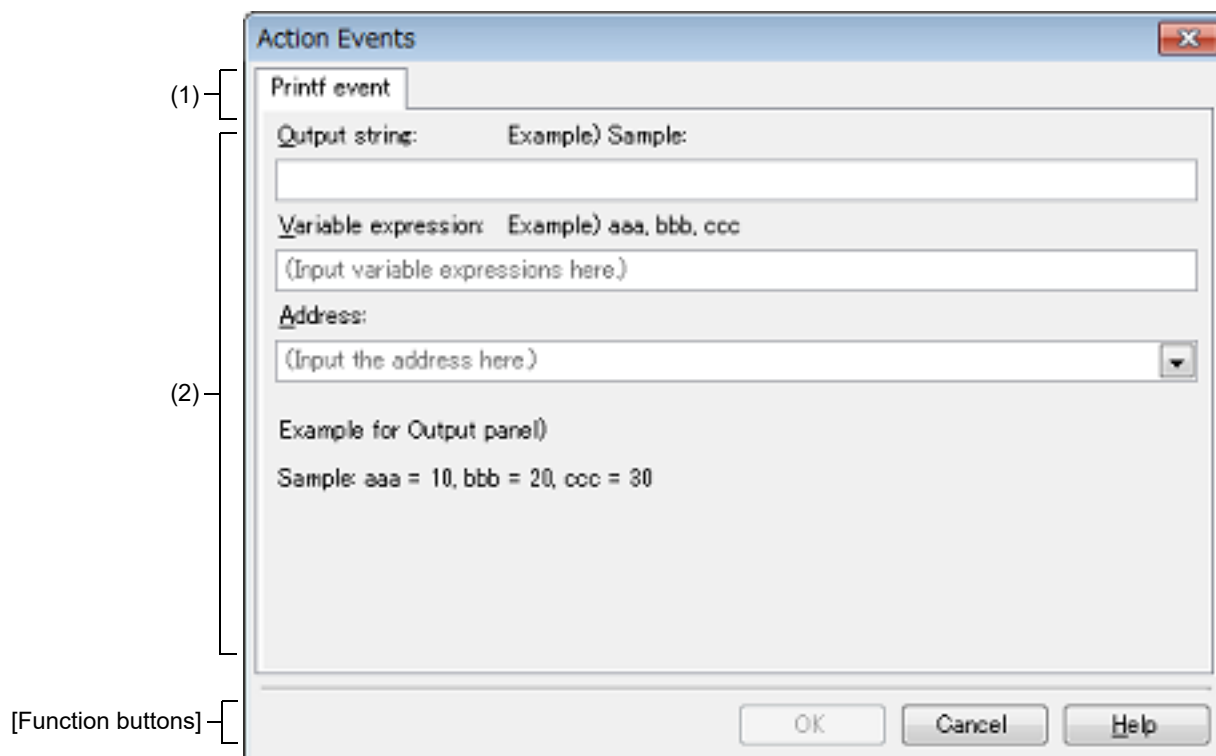 Action Events
(1)
Printf event
(2)
Output string: Example) Sample:
Variable expression: Example) aaa, bbb, ccc
(Input variable expressions here.)
Address:
(Input the address here.)
Example for Output panel)
Sample: aaa = 10, bbb = 20, ccc = 30
[Function buttons]
OK Cancel Help